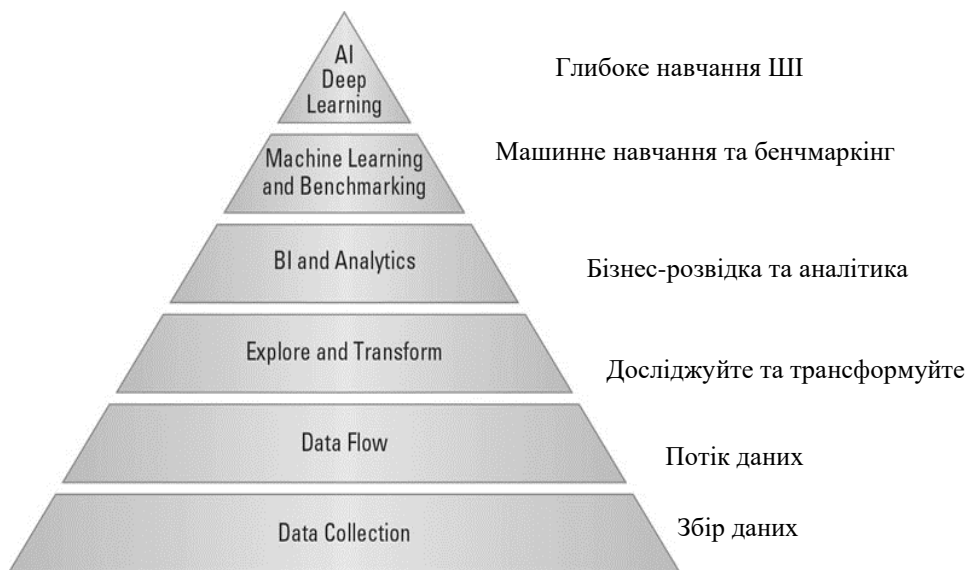 AI
Deep
Learning
Глибоке навчання ШІ
Machine Learning
and Benchmarking
Машинне навчання та бенчмаркінг
BI and Analytics
Бізнес-розвідка та аналітика
Explore and Transform
Досліджуйте та трансформуйте
Data Flow
Потік даних
Data Collection
Збір даних